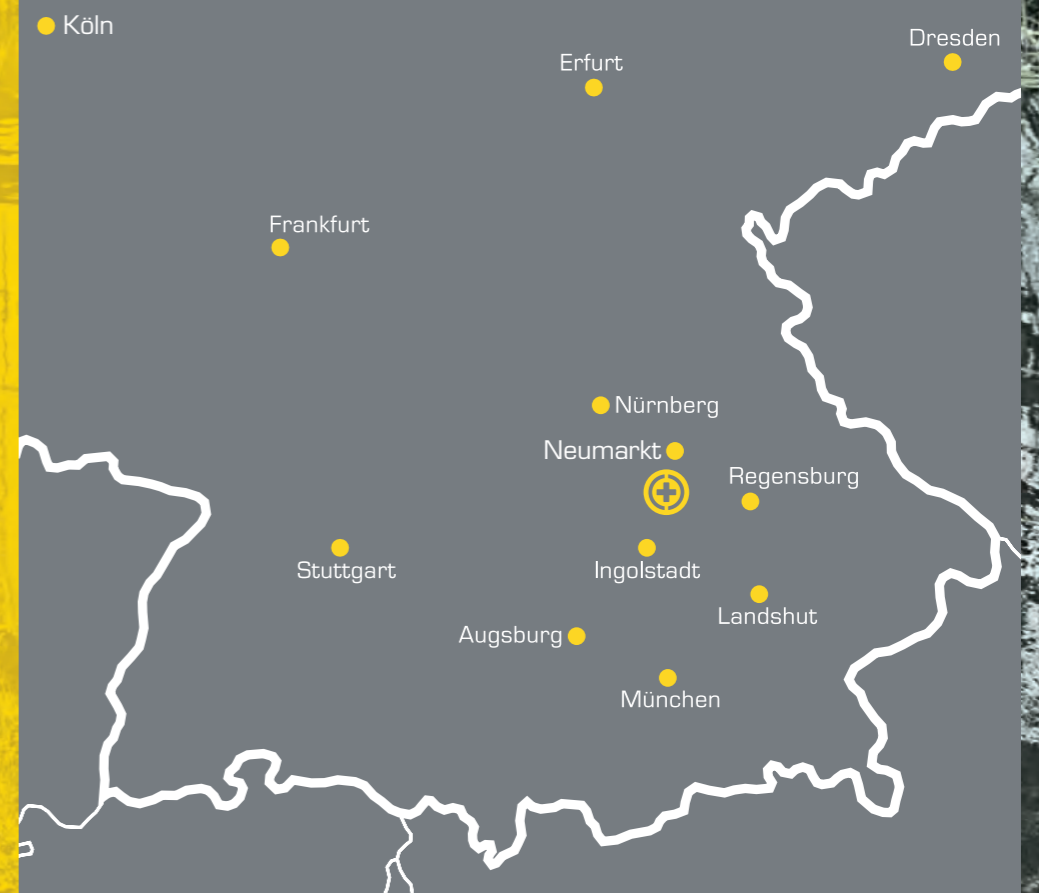 Köln
Dresden
Erfurt
Frankfurt
Nürnberg
Neumarkt
Regensburg
Stuttgart
Ingolstadt
Landshut
Augsburg
München